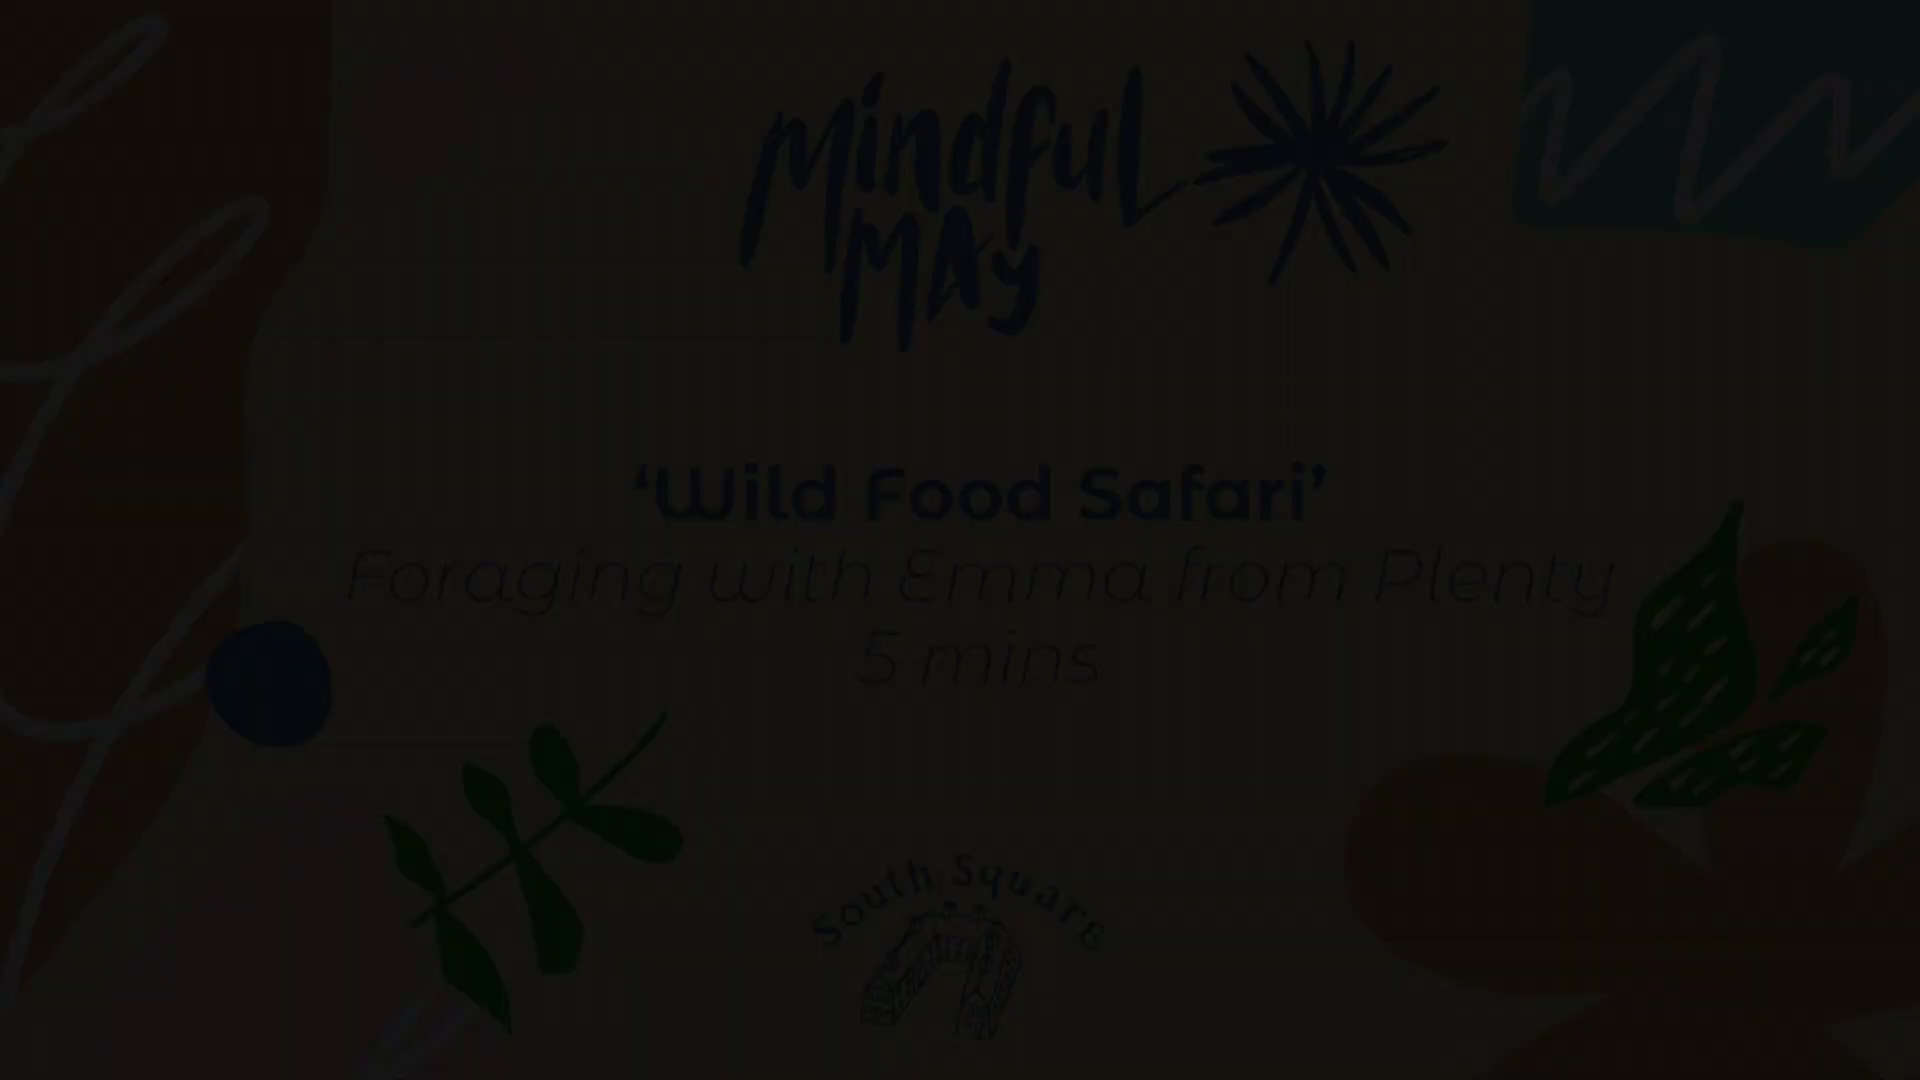 Mindful
MAy
‘Wild Food Safari’
Foraging with Emma from Plenty
5 mins
South Square